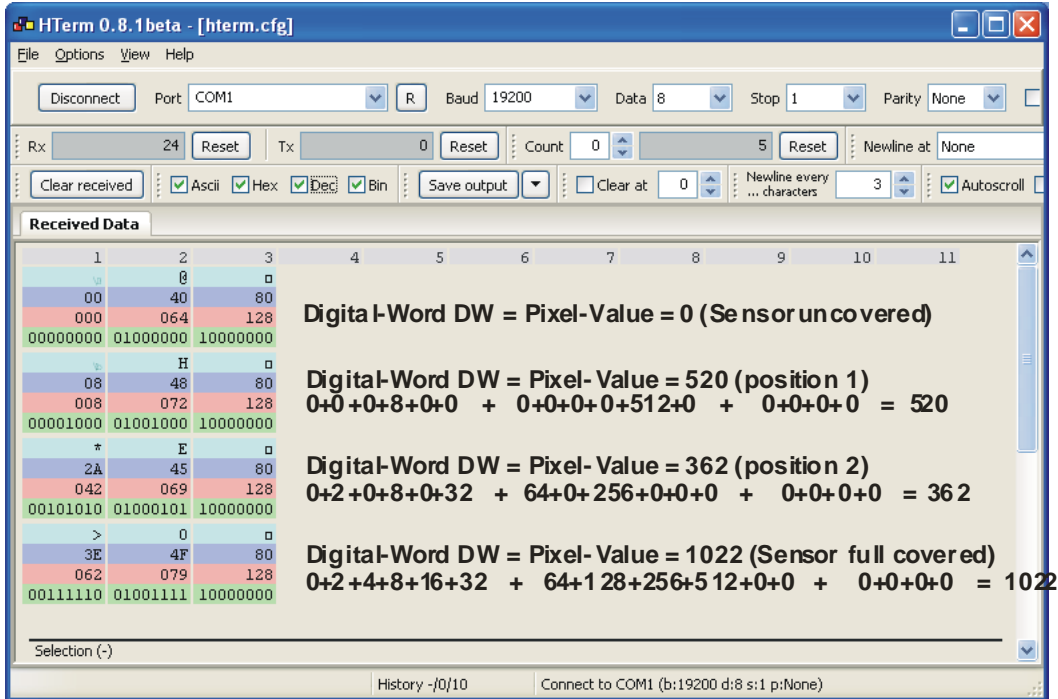 HTerm 0.8.1beta - [hterm.cfg]
File Options View Help
Disconnect Port COM1 R Baud 19200 Data 8 Stop 1 Parity None
Rx 24 Reset Tx 0 Reset Count 0 5 Reset Newline at None
Clear received Ascii Hex Dec Bin Save output Clear at 0 Newline every ... characters 3 Autoscroll
Received Data
1 2 3 4 5 6 7 8 9 10 11
@
00 40 80
000 064 128
00000000 01000000 10000000
Digital-Word DW = Pixel-Value = 0 (Sensor uncovered)
H
08 48 80
008 072 128
00001000 01001000 10000000
Digital-Word DW = Pixel-Value = 520 (position 1)
0+0+0+8+0+0 + 0+0+0+0+512+0 + 0+0+0+0 = 520
* E
2A 45 80
042 069 128
00101010 01000101 10000000
Digital-Word DW = Pixel-Value = 362 (position 2)
0+2+0+8+0+32 + 64+0+256+0+0+0 + 0+0+0+0 = 362
> O
3E 4F 80
062 079 128
00111110 01001111 10000000
Digital-Word DW = Pixel-Value = 1022 (Sensor full covered)
0+2+4+8+16+32 + 64+128+256+512+0+0 + 0+0+0+0 = 1022
Selection (-)
History -/0/10 Connect to COM1 (b:19200 d:8 s:1 p:None)